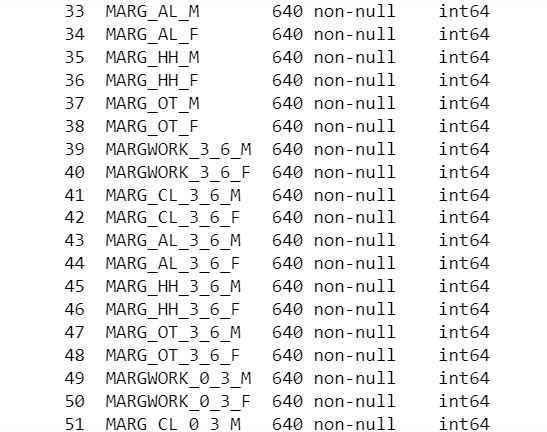 33 MARG_AL_M 640 non-null int64
34 MARG_AL_F 640 non-null int64
35 MARG_HH_M 640 non-null int64
36 MARG_HH_F 640 non-null int64
37 MARG_OT_M 640 non-null int64
38 MARG_OT_F 640 non-null int64
39 MARGWORK_3_6_M 640 non-null int64
40 MARGWORK_3_6_F 640 non-null int64
41 MARG_CL_3_6_M 640 non-null int64
42 MARG_CL_3_6_F 640 non-null int64
43 MARG_AL_3_6_M 640 non-null int64
44 MARG_AL_3_6_F 640 non-null int64
45 MARG_HH_3_6_M 640 non-null int64
46 MARG_HH_3_6_F 640 non-null int64
47 MARG_OT_3_6_M 640 non-null int64
48 MARG_OT_3_6_F 640 non-null int64
49 MARGWORK_0_3_M 640 non-null int64
50 MARGWORK_0_3_F 640 non-null int64
51 MARG_CL_0_3_M 640 non-null int64